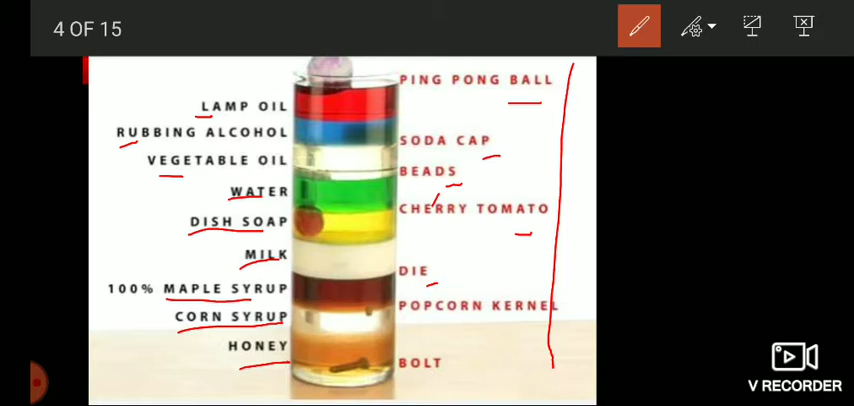 4 OF 15
PING PONG BALL
LAMP OIL
RUBBING ALCOHOL
SODA CAP
VEGETABLE OIL
BEADS
WATER
CHERRY TOMATO
DISH SOAP
MILK
DIE
100% MAPLE SYRUP
POPCORN KERNEL
CORN SYRUP
HONEY
BOLT
V RECORDER